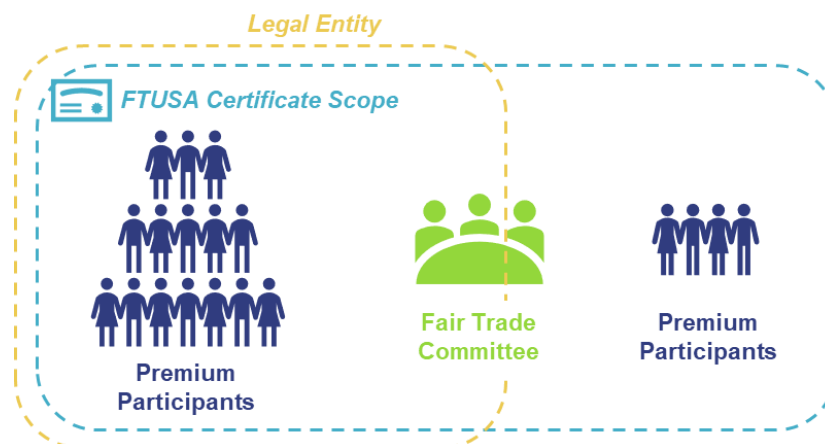 Legal Entity
FTUSA Certificate Scope
Premium
Participants
Fair Trade
Committee
Premium
Participants